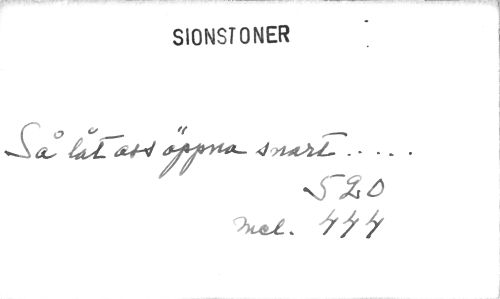 SIONSTONER
Så låt oss öppna snart.....
520
mel. 444